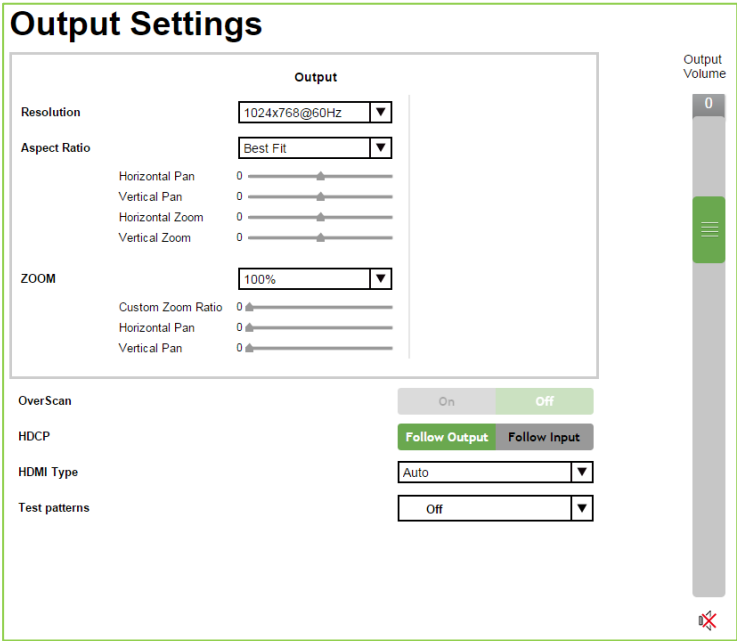 Output Settings
Output
Volume
0
Output
Resolution 1024x768@60Hz
Aspect Ratio Best Fit
Horizontal Pan 0
Vertical Pan 0
Horizontal Zoom 0
Vertical Zoom 0
ZOOM 100%
Custom Zoom Ratio 0
Horizontal Pan 0
Vertical Pan 0
OverScan On Off
HDCP Follow Output Follow Input
HDMI Type Auto
Test patterns Off